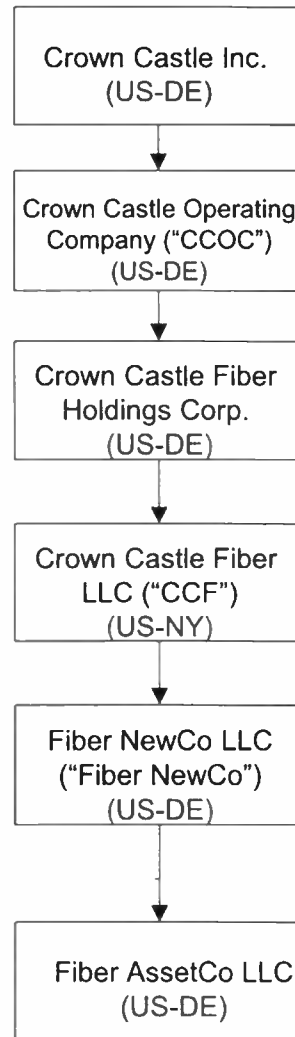 Crown Castle Inc.
(US-DE)
Crown Castle Operating
Company (“CCOC”)
(US-DE)
Crown Castle Fiber
Holdings Corp.
(US-DE)
Crown Castle Fiber
LLC (“CCF”)
(US-NY)
Fiber NewCo LLC
(“Fiber NewCo”)
(US-DE)
Fiber AssetCo LLC
(US-DE)